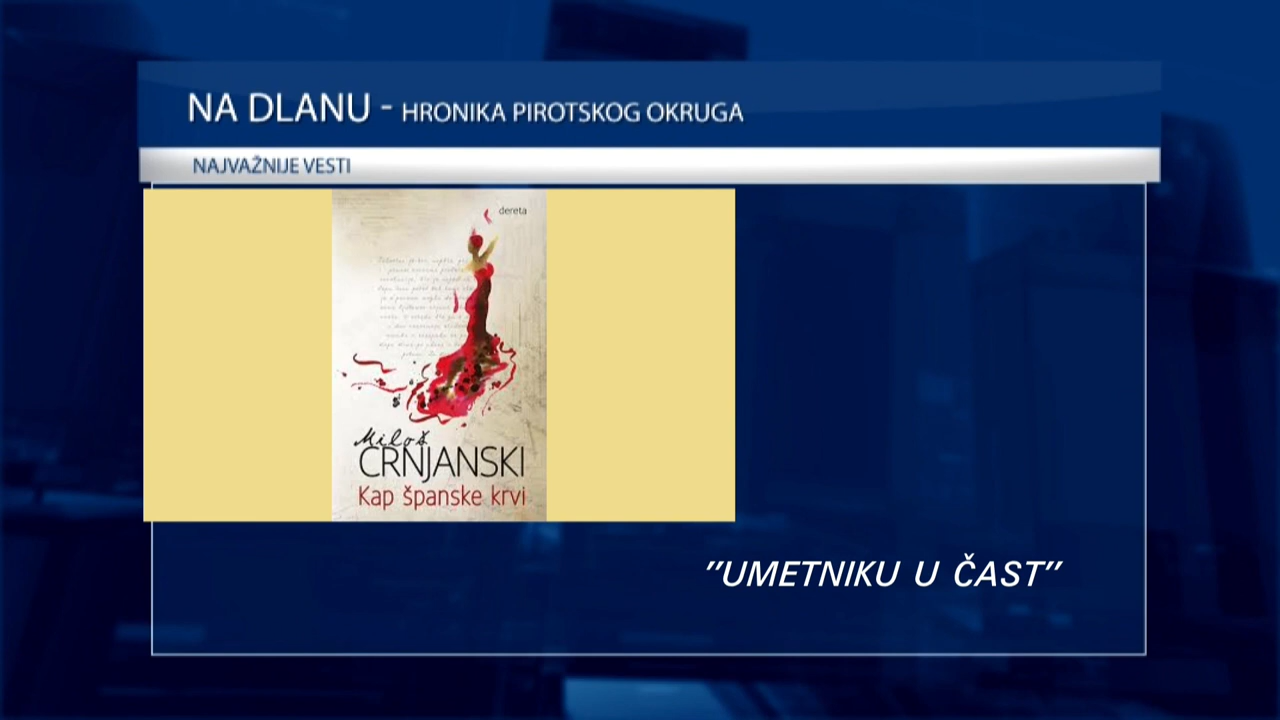 NA DLANU - HRONIKA PIROTSKOG OKRUGA
NAJVAŽNIJE VESTI
dereta
Miloš
CRNJANSKI
Kap španske krvi
"UMETNIKU U ČAST"